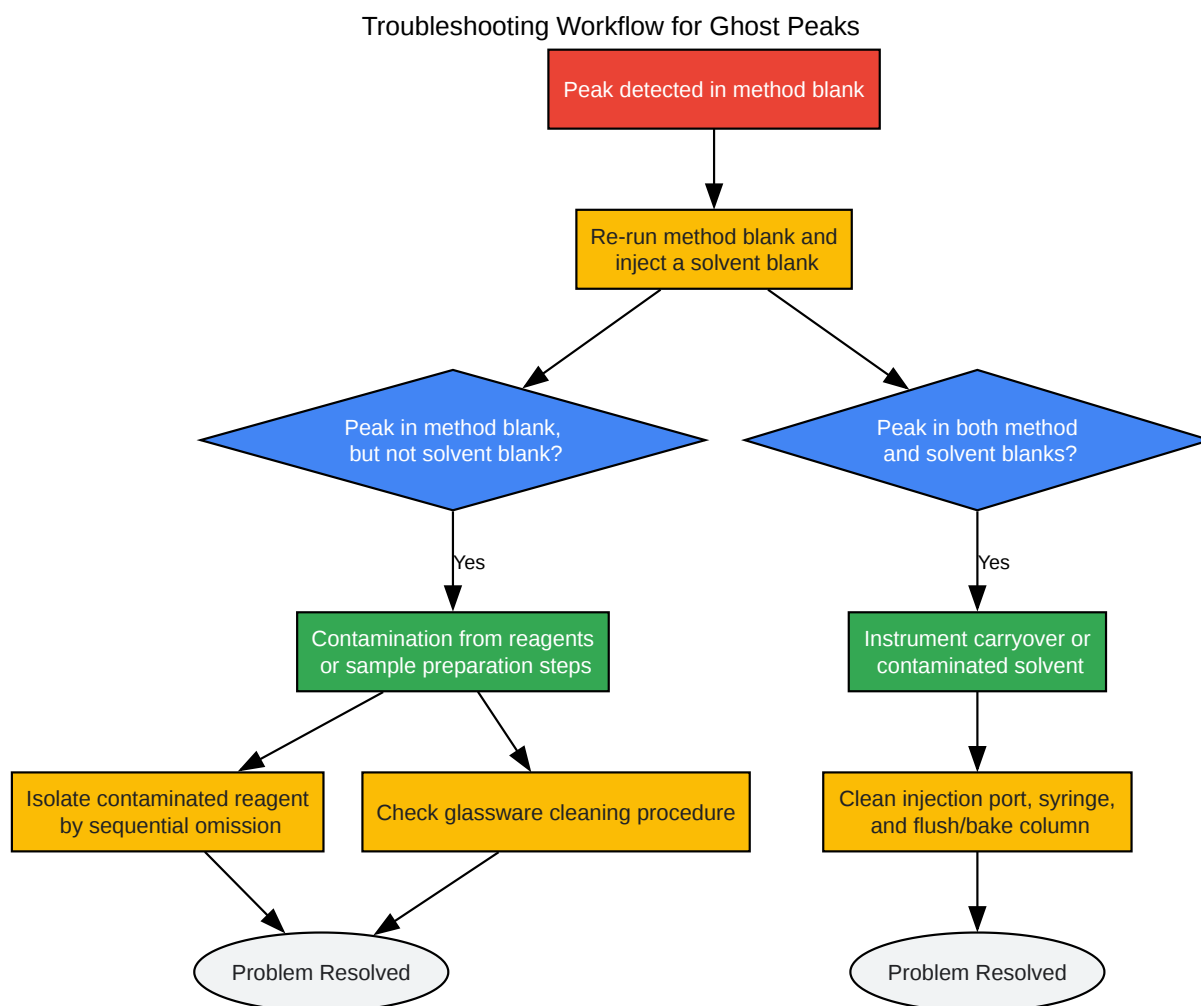 Troubleshooting Workflow for Ghost Peaks
Peak detected in method blank
Re-run method blank and
inject a solvent blank
Peak in method blank,
but not solvent blank?
Peak in both method
and solvent blanks?
Yes
Yes
Contamination from reagents
or sample preparation steps
Instrument carryover or
contaminated solvent
Isolate contaminated reagent
by sequential omission
Check glassware cleaning procedure
Clean injection port, syringe,
and flush/bake column
Problem Resolved
Problem Resolved